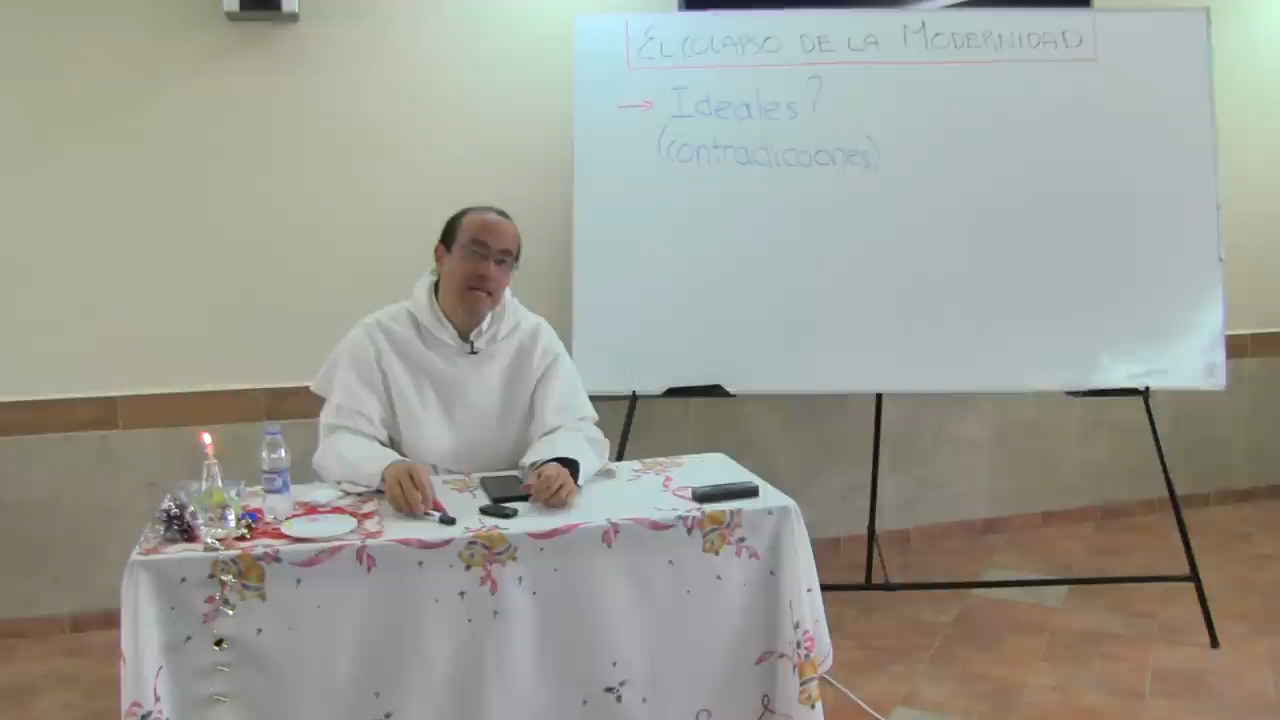 EL COLAPSO DE LA MODERNIDAD
→ Ideales?
(contradicciones)